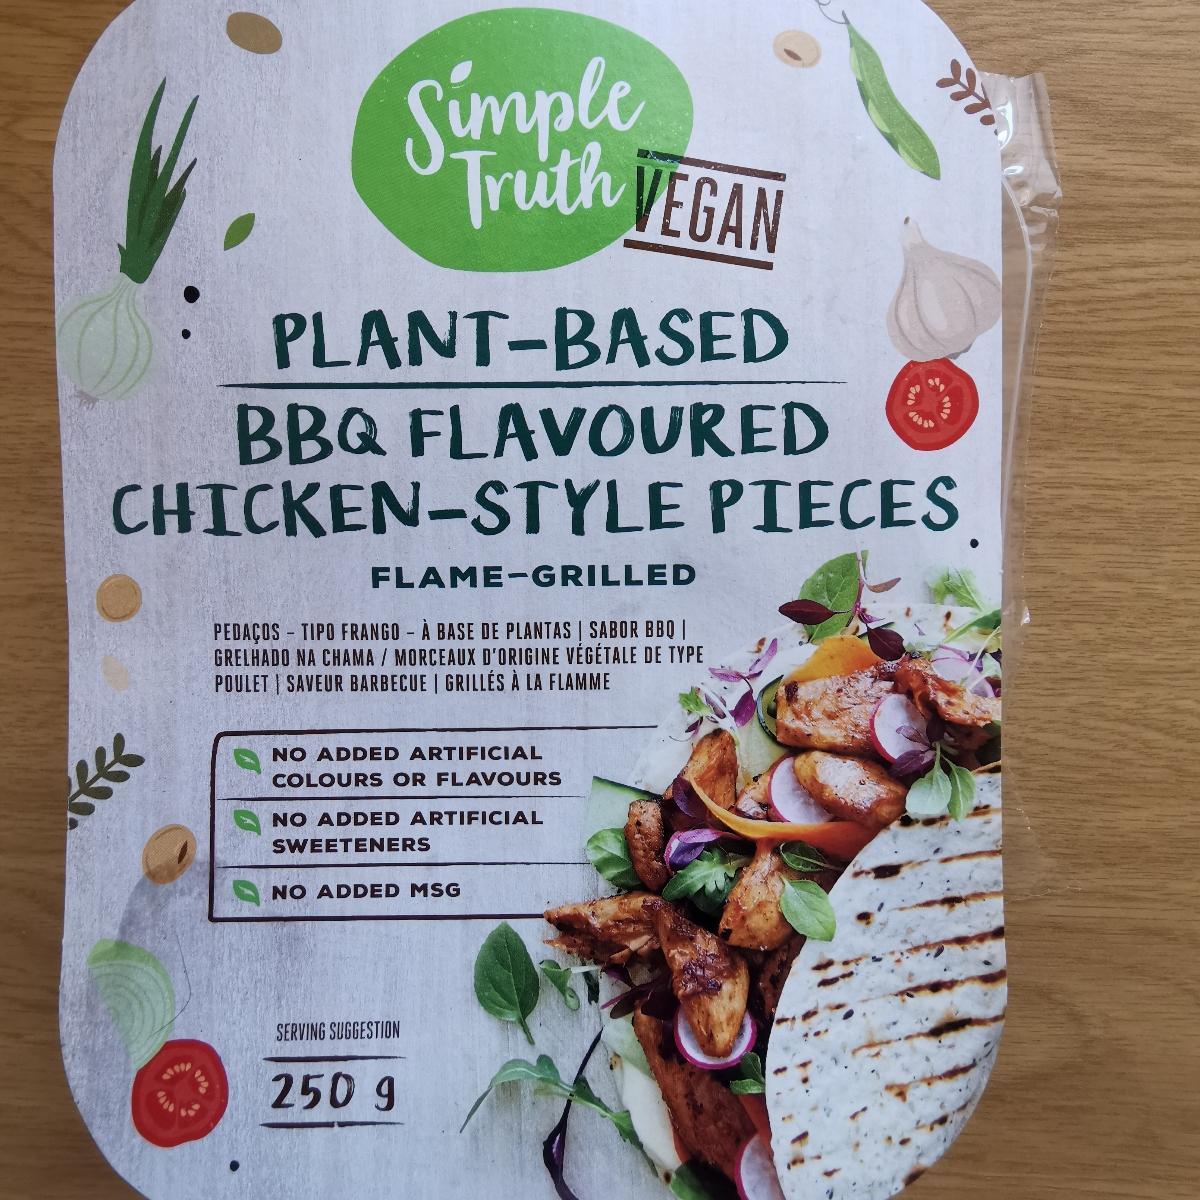 Simple
Truth
VEGAN
PLANT-BASED
BBQ FLAVOURED
CHICKEN-STYLE PIECES
FLAME-GRILLED
PEDAÇOS - TIPO FRANGO - À BASE DE PLANTAS | SABOR BBQ |
GRELHADO NA CHAMA / MORCEAUX D'ORIGINE VÉGÉTALE DE TYPE
POULET | SAVEUR BARBECUE | GRILLÉS À LA FLAMME
NO ADDED ARTIFICIAL
COLOURS OR FLAVOURS
NO ADDED ARTIFICIAL
SWEETENERS
NO ADDED MSG
SERVING SUGGESTION
250 g